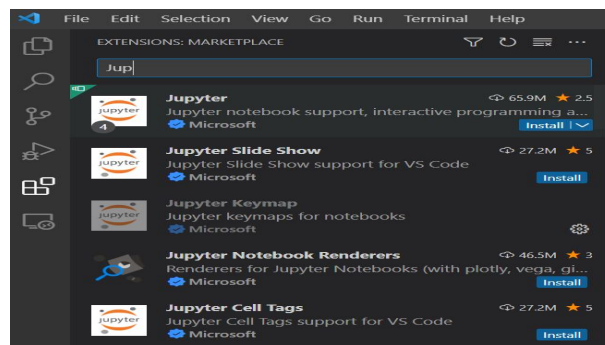 File Edit Selection View Go Run Terminal Help
EXTENSIONS: MARKETPLACE
Jup
Jupyter 65.9M 2.5
Jupyter notebook support, interactive programming a...
Microsoft Install
jupyter
4
Jupyter Slide Show 27.2M 5
Jupyter Slide Show support for VS Code
Microsoft Install
jupyter
Jupyter Keymap
Jupyter keymaps for notebooks
Microsoft
jupyter
Jupyter Notebook Renderers 46.5M 3
Renderers for Jupyter Notebooks (with plotly, vega, gi...
Microsoft Install
Jupyter Cell Tags 27.2M 5
Jupyter Cell Tags support for VS Code
Microsoft Install
jupyter